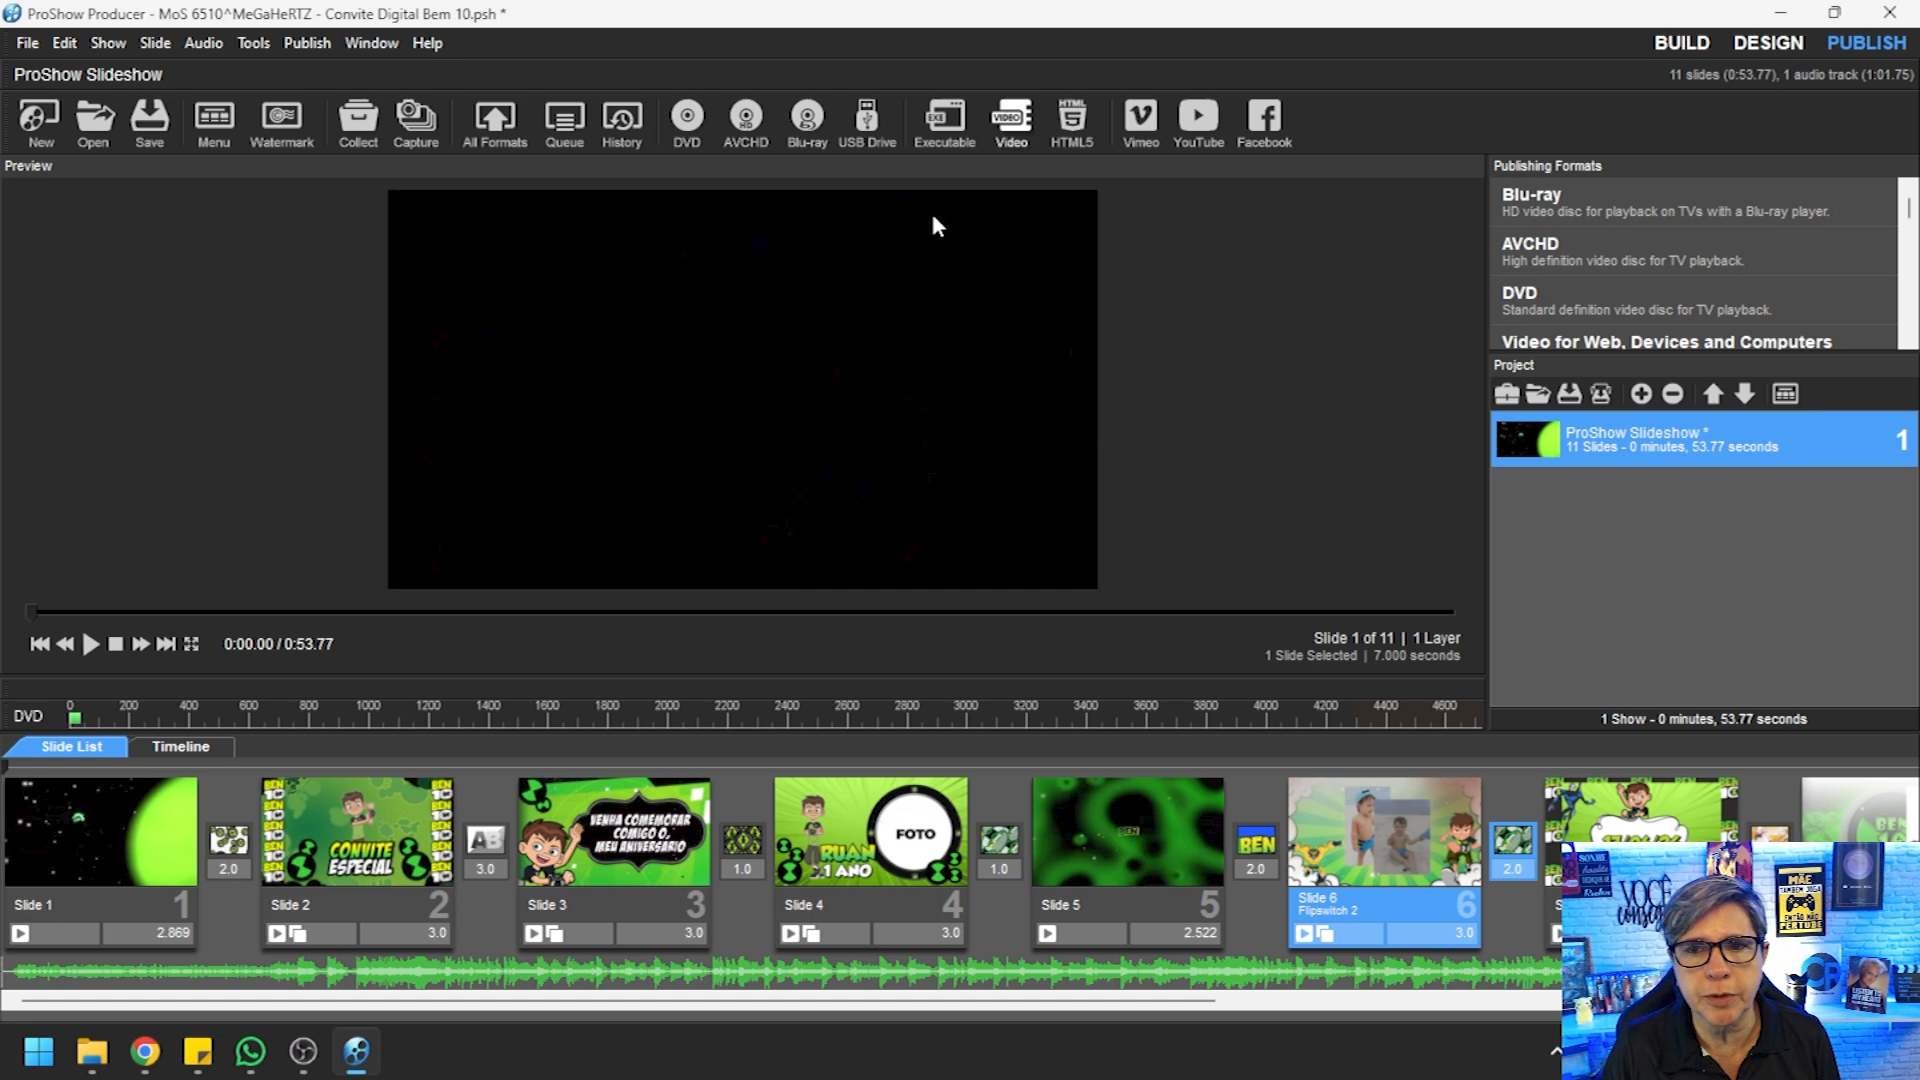 ProShow Producer - MoS 6510^MeGaHeRTZ - Convite Digital Bem 10.psh *
File Edit Show Slide Audio Tools Publish Window Help
BUILD DESIGN PUBLISH
ProShow Slideshow
11 slides (0:53.77), 1 audio track (1:01.75)
New Open Save Menu Watermark Collect Capture All Formats Queue History DVD AVCHD Blu-ray USB Drive Executable Video HTML5 Vimeo YouTube Facebook
Preview
Publishing Formats
Blu-ray
HD video disc for playback on TVs with a Blu-ray player.
AVCHD
High definition video disc for TV playback.
DVD
Standard definition video disc for TV playback.
Video for Web, Devices and Computers
Project
ProShow Slideshow *
11 Slides - 0 minutes, 53.77 seconds
1
0:00.00 / 0:53.77
Slide 1 of 11 | 1 Layer
1 Slide Selected | 7.000 seconds
DVD 0 200 400 600 800 1000 1200 1400 1600 1800 2000 2200 2400 2600 2800 3000 3200 3400 3600 3800 4000 4200 4400 4600
1 Show - 0 minutes, 53.77 seconds
Slide List Timeline
CONVITE
ESPECIAL
VENHA COMEMORAR
COMIGO O,
MEU ANIVERSARIO
FOTO
RUAN
1 ANO
AB
BEN
2.0 3.0 1.0 1.0 2.0 2.0
Slide 1 1
Slide 2 2
Slide 3 3
Slide 4 4
Slide 5 5
Slide 6 6
Flipswitch 2
2.869 3.0 3.0 3.0 2.522 3.0
VOCÊ
consegue
MÃE
TAMBÉM JOGA
ENTÃO NÃO
PERTURBE